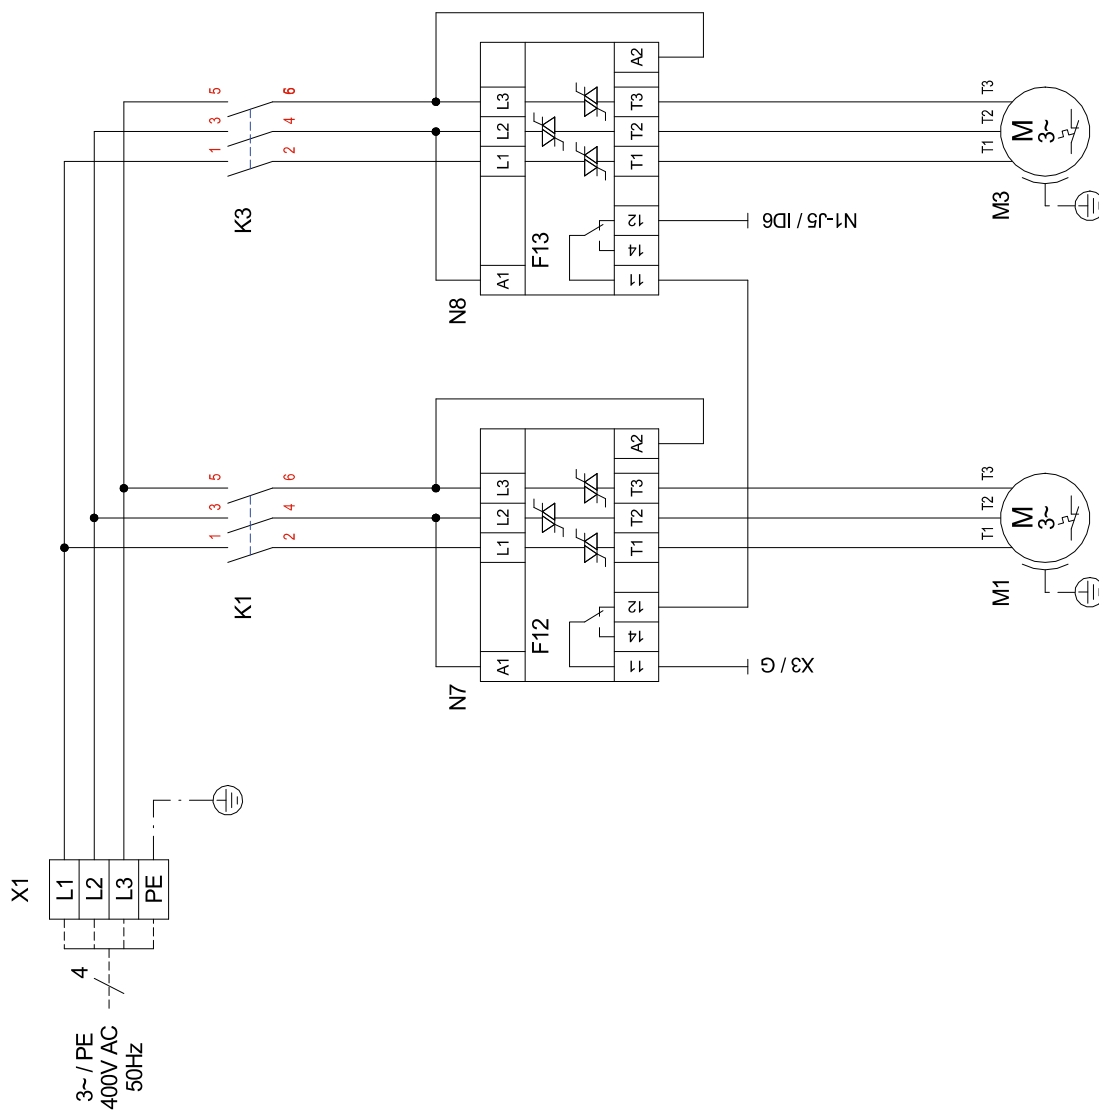 X1
3~ / PE
400V AC
50Hz
4
L1
L2
L3
PE
1 3 5
K1
2 4 6
1 3 5
K3
2 4 6
N7
A1 L1 L2 L3
F12
11 14 12 T1 T2 T3 A2
N8
A1 L1 L2 L3
F13
11 14 12 T1 T2 T3 A2
X3 / G
N1-J5 / ID6
T1 T2 T3
M1
M
3~
T1 T2 T3
M3
M
3~